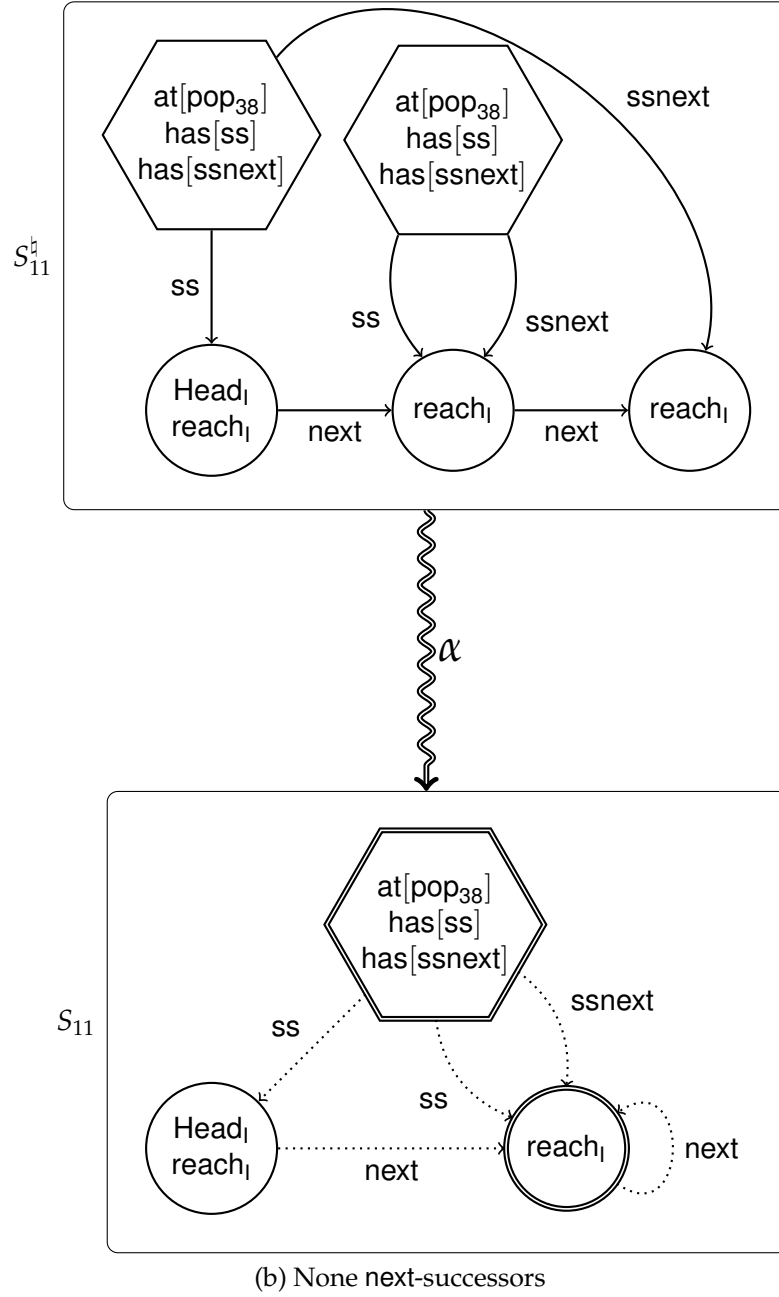 at[pop₃₈]
has[ss]
has[ssnext]
at[pop₃₈]
has[ss]
has[ssnext]
ssnext
S₁₁♮
ss
ss
ssnext
Headₗ
reachₗ
next
reachₗ
next
reachₗ
α
at[pop₃₈]
has[ss]
has[ssnext]
ssnext
S₁₁
ss
ss
Headₗ
reachₗ
next
reachₗ
next
(b) None next-successors